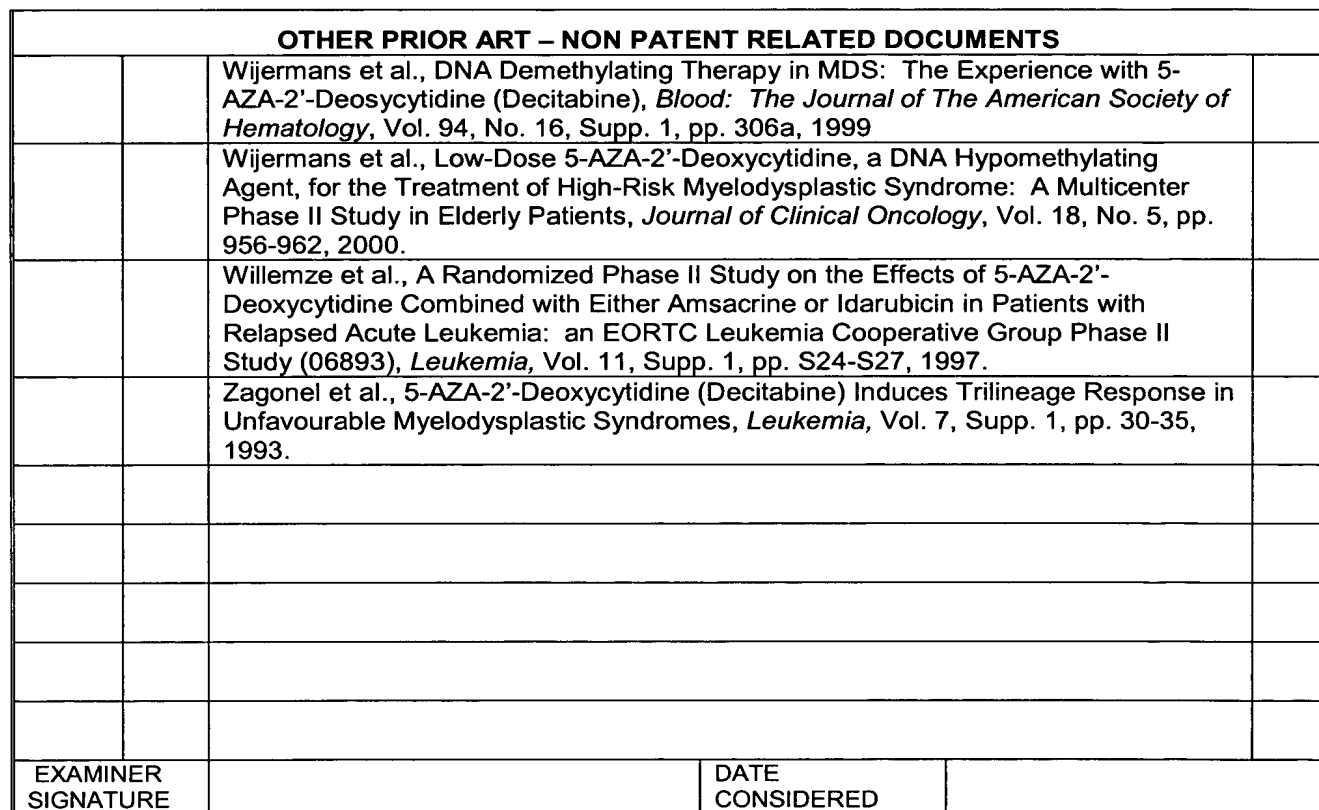 OTHER PRIOR ART – NON PATENT RELATED DOCUMENTS
Wijermans et al., DNA Demethylating Therapy in MDS: The Experience with 5-
AZA-2'-Deosycytidine (Decitabine), Blood: The Journal of The American Society of
Hematology, Vol. 94, No. 16, Supp. 1, pp. 306a, 1999
Wijermans et al., Low-Dose 5-AZA-2'-Deoxycytidine, a DNA Hypomethylating
Agent, for the Treatment of High-Risk Myelodysplastic Syndrome: A Multicenter
Phase II Study in Elderly Patients, Journal of Clinical Oncology, Vol. 18, No. 5, pp.
956-962, 2000.
Willemze et al., A Randomized Phase II Study on the Effects of 5-AZA-2'-
Deoxycytidine Combined with Either Amsacrine or Idarubicin in Patients with
Relapsed Acute Leukemia: an EORTC Leukemia Cooperative Group Phase II
Study (06893), Leukemia, Vol. 11, Supp. 1, pp. S24-S27, 1997.
Zagonel et al., 5-AZA-2'-Deoxycytidine (Decitabine) Induces Trilineage Response in
Unfavourable Myelodysplastic Syndromes, Leukemia, Vol. 7, Supp. 1, pp. 30-35,
1993.
EXAMINER
SIGNATURE
DATE
CONSIDERED